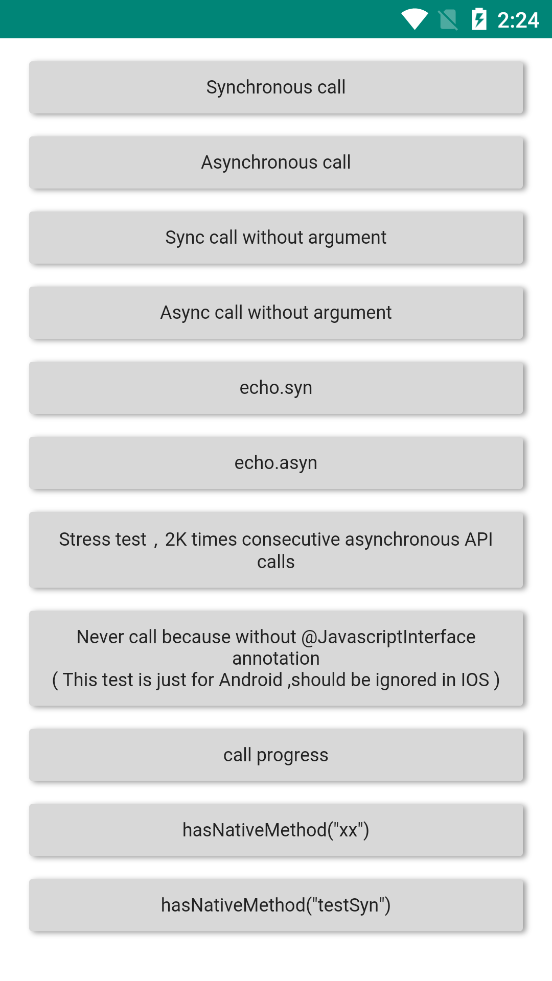 2:24
Synchronous call
Asynchronous call
Sync call without argument
Async call without argument
echo.syn
echo.asyn
Stress test，2K times consecutive asynchronous API
calls
Never call because without @JavascriptInterface
annotation
( This test is just for Android ,should be ignored in IOS )
call progress
hasNativeMethod("xx")
hasNativeMethod("testSyn")